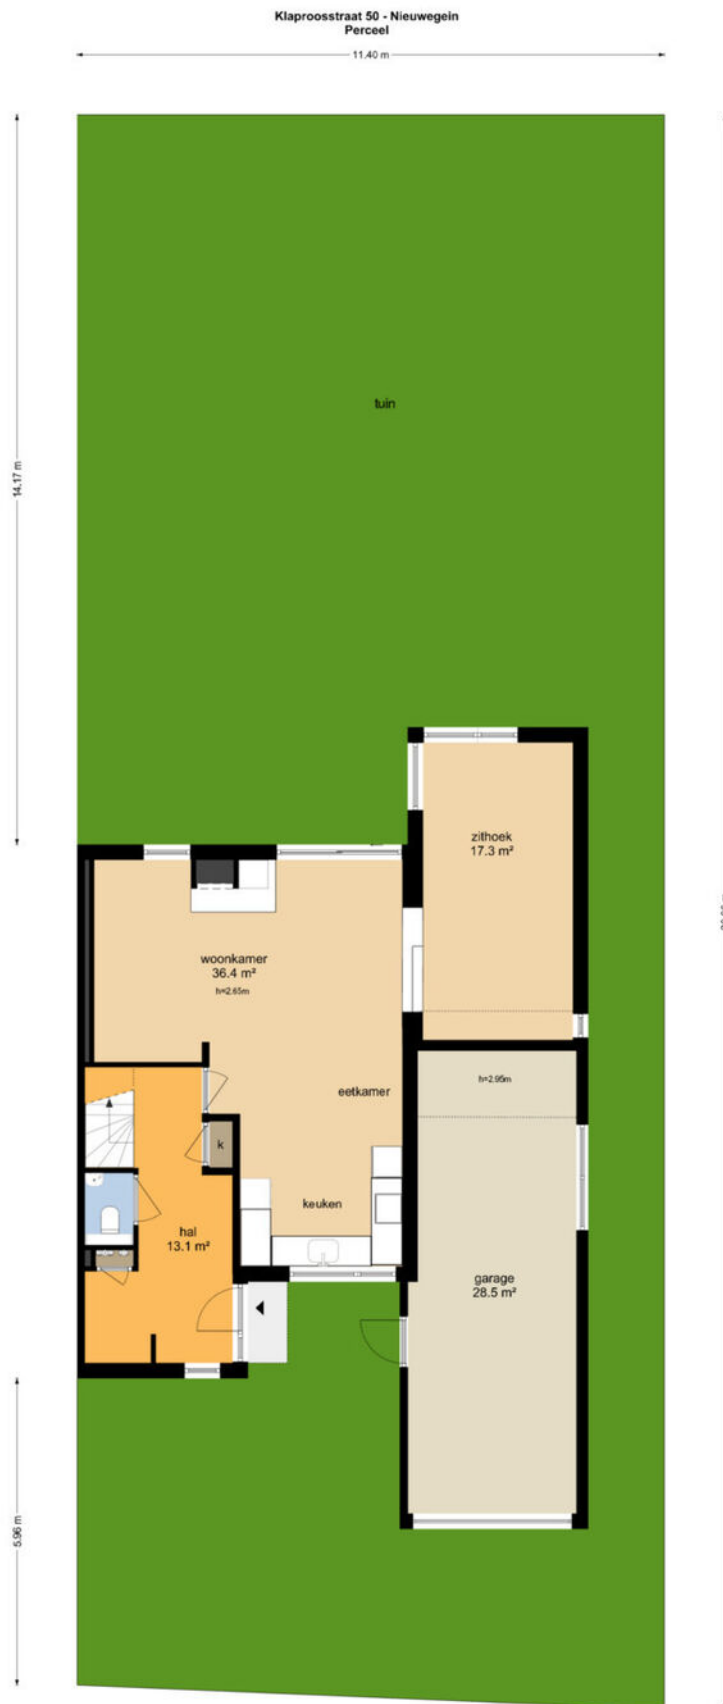 Klaproosstraat 50 - Nieuwegein
Perceel
11.40 m
14.17 m
tuin
zithoek
17.3 m²
woonkamer
36.4 m²
h=2.65m
h=2.95m
eetkamer
k
keuken
hal
13.1 m²
garage
28.5 m²
5.96 m